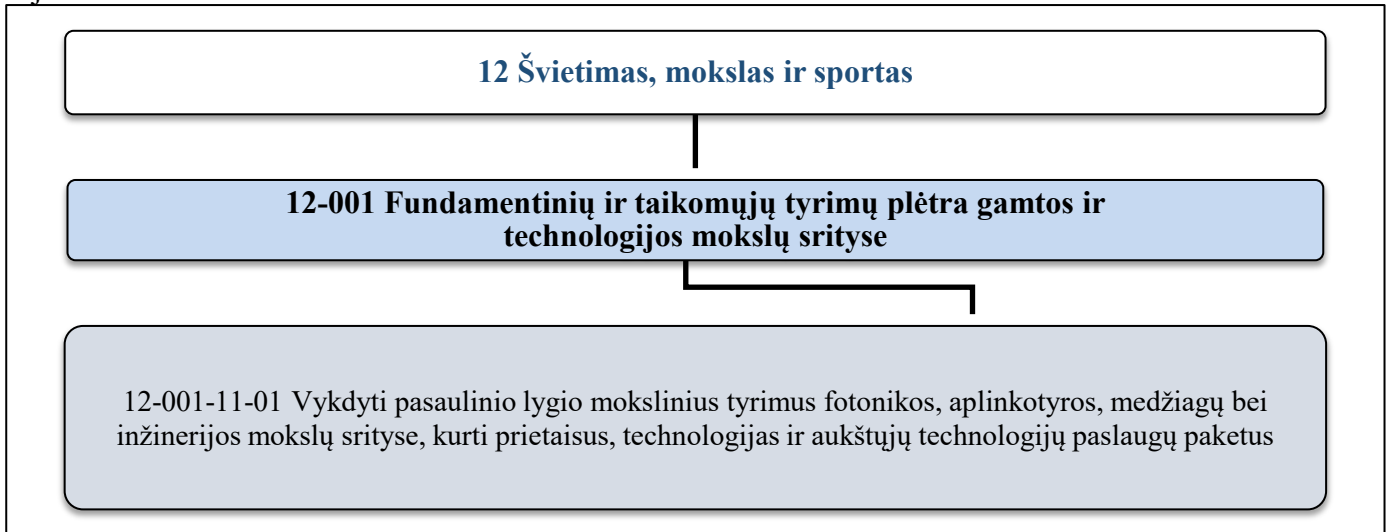 12 Švietimas, mokslas ir sportas
12-001 Fundamentinių ir taikomųjų tyrimų plėtra gamtos ir
technologijos mokslų srityse
12-001-11-01 Vykdyti pasaulinio lygio mokslinius tyrimus fotonikos, aplinkotyros, medžiagų bei
inžinerijos mokslų srityse, kurti prietaisus, technologijas ir aukštųjų technologijų paslaugų paketus